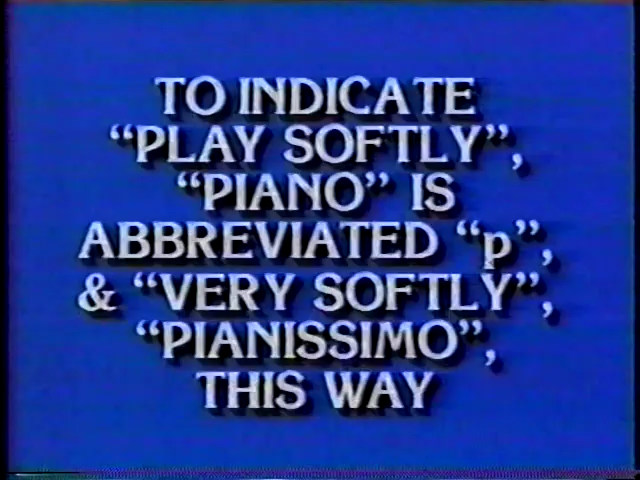 TO INDICATE
“PLAY SOFTLY”,
“PIANO” IS
ABBREVIATED “p”,
& “VERY SOFTLY”,
“PIANISSIMO”,
THIS WAY